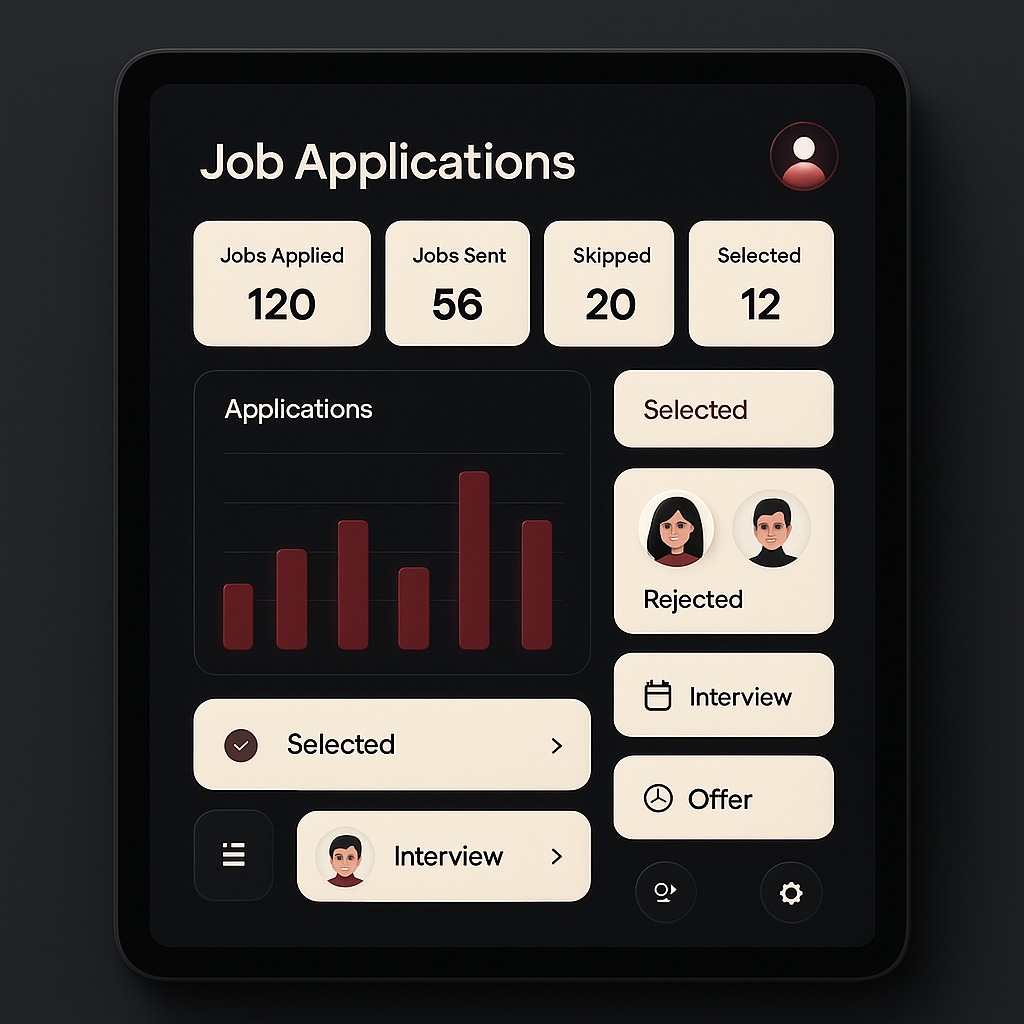 Job Applications
Jobs Applied
120
Jobs Sent
56
Skipped
20
Selected
12
Applications
Selected
Rejected
Interview
Offer
Selected
Interview